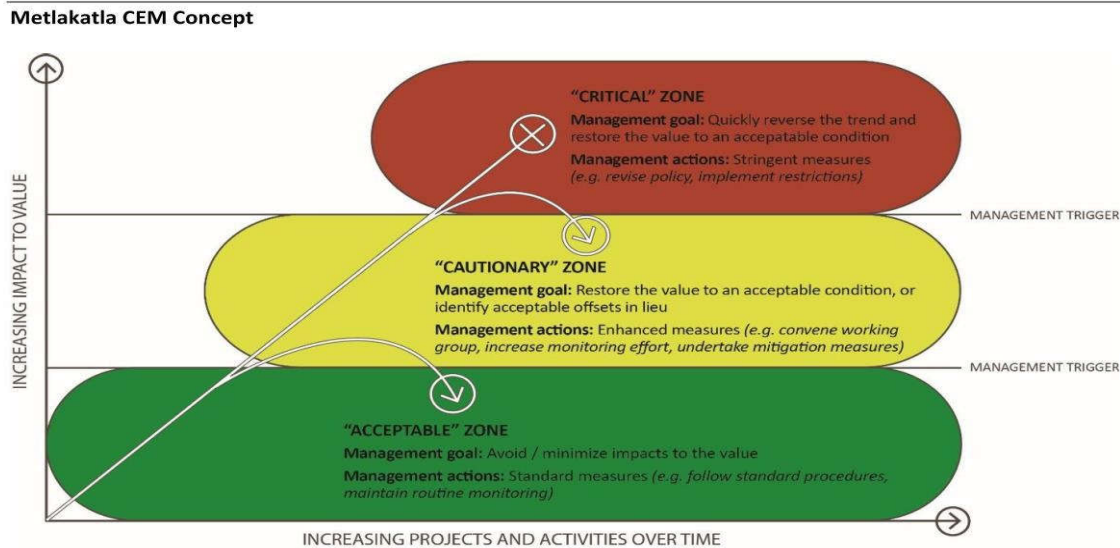 Metlakatla CEM Concept
INCREASING IMPACT TO VALUE
"CRITICAL" ZONE
Management goal: Quickly reverse the trend and
restore the value to an accepatable condition
Management actions: Stringent measures
(e.g. revise policy, implement restrictions)
MANAGEMENT TRIGGER
"CAUTIONARY" ZONE
Management goal: Restore the value to an acceptable condition, or
identify acceptable offsets in lieu
Management actions: Enhanced measures (e.g. convene working
group, increase monitoring effort, undertake mitigation measures)
MANAGEMENT TRIGGER
"ACCEPTABLE" ZONE
Management goal: Avoid / minimize impacts to the value
Management actions: Standard measures (e.g. follow standard procedures,
maintain routine monitoring)
INCREASING PROJECTS AND ACTIVITIES OVER TIME